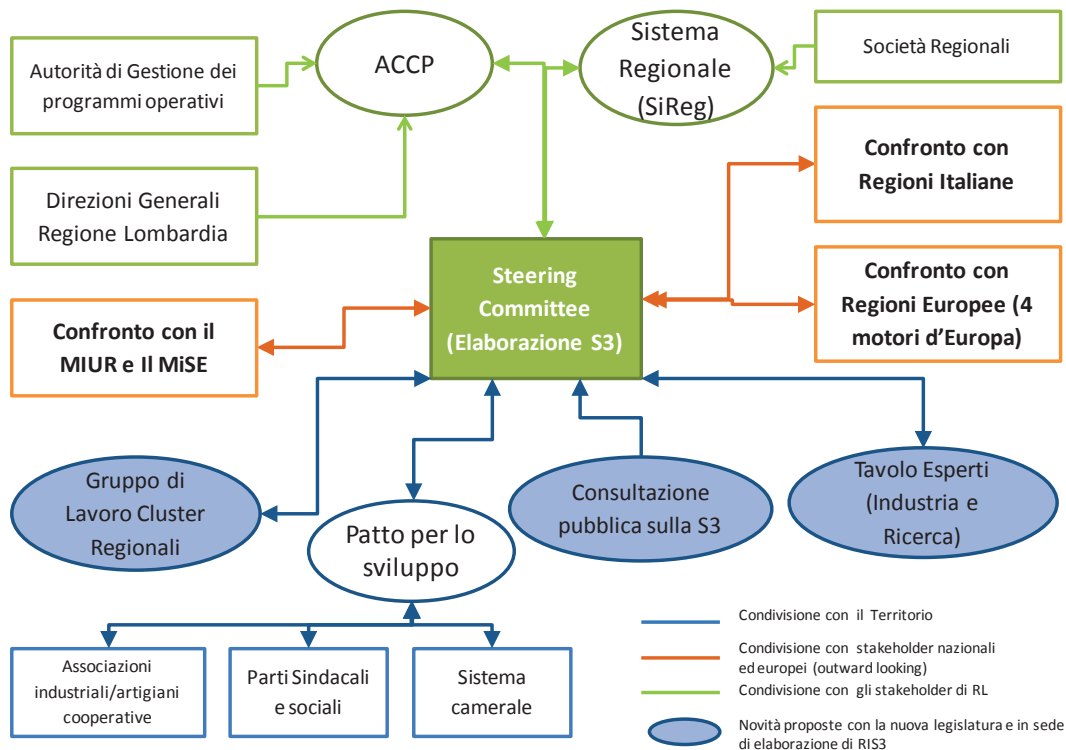 Autorità di Gestione dei
programmi operativi
ACCP
Sistema
Regionale
(SiReg)
Società Regionali
Direzioni Generali
Regione Lombardia
Confronto con
Regioni Italiane
Steering
Committee
(Elaborazione S3)
Confronto con
Regioni Europee (4
motori d'Europa)
Confronto con il
MIUR e Il MiSE
Gruppo di
Lavoro Cluster
Regionali
Patto per lo
sviluppo
Consultazione
pubblica sulla S3
Tavolo Esperti
(Industria e
Ricerca)
Associazioni
industriali/artigiani
cooperative
Parti Sindacali
e sociali
Sistema
camerale
Condivisione con il Territorio
Condivisione con stakeholder nazionali
ed europei (outward looking)
Condivisione con gli stakeholder di RL
Novità proposte con la nuova legislatura e in sede
di elaborazione di RIS3